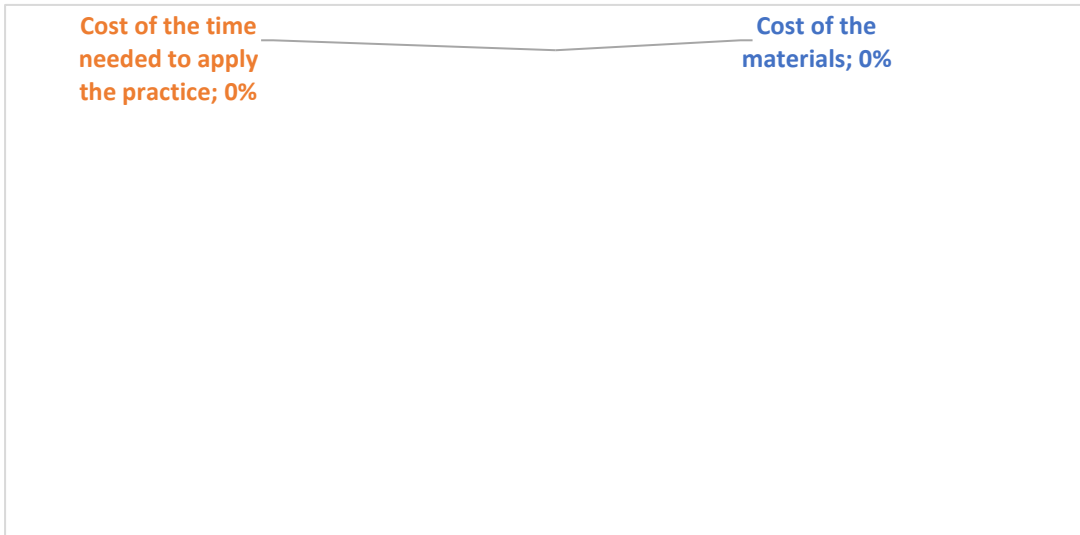 Cost of the time
needed to apply
the practice; 0%
Cost of the
materials; 0%